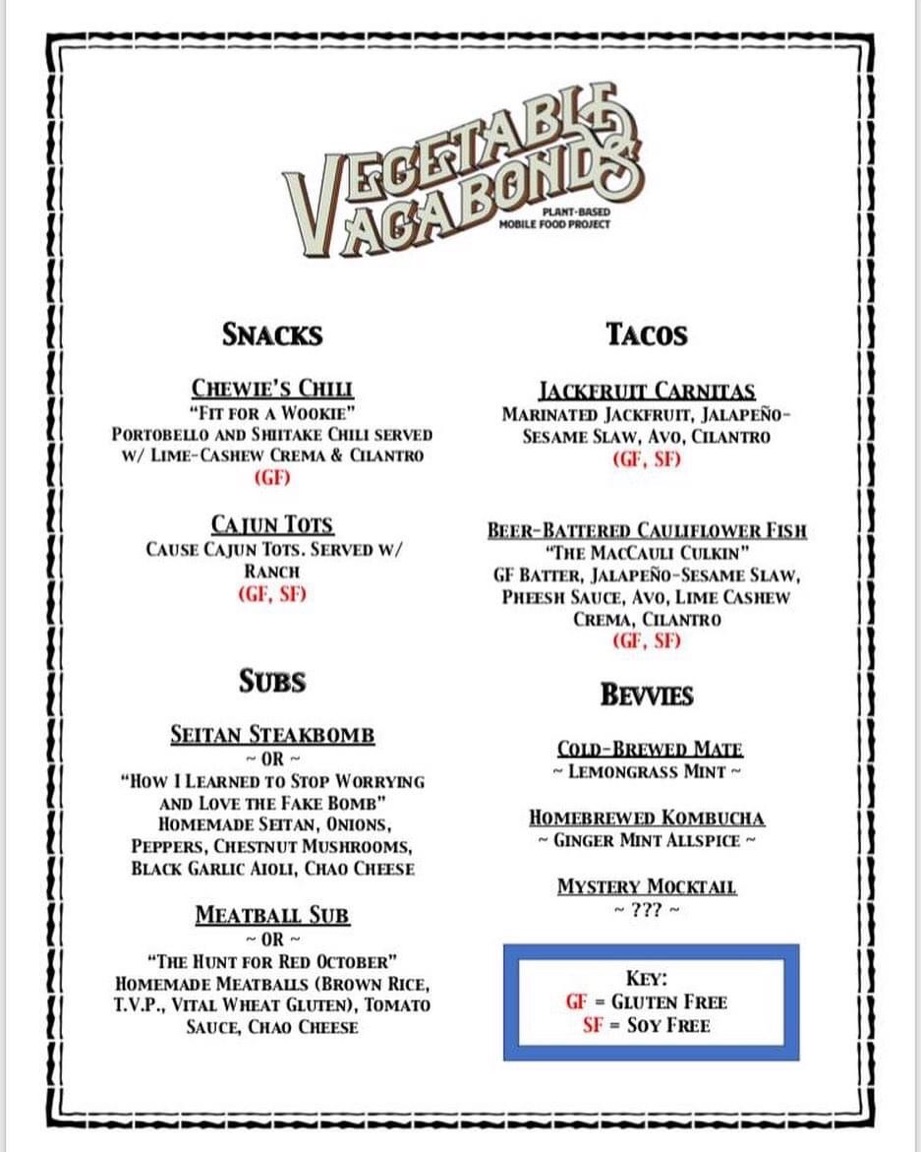 VEGETABLE
VAGABONDS
PLANT-BASED
MOBILE FOOD PROJECT
SNACKS
CHEWIE'S CHILI
"FIT FOR A WOOKIE"
PORTOBELLO AND SHIITAKE CHILI SERVED
W/ LIME-CASHEW CREMA & CILANTRO
(GF)
CAJUN TOTS
CAUSE CAJUN TOTS. SERVED W/
RANCH
(GF, SF)
SUBS
SEITAN STEAKBOMB
~ OR ~
"HOW I LEARNED TO STOP WORRYING
AND LOVE THE FAKE BOMB"
HOMEMADE SEITAN, ONIONS,
PEPPERS, CHESTNUT MUSHROOMS,
BLACK GARLIC AIOLI, CHAO CHEESE
MEATBALL SUB
~ OR ~
"THE HUNT FOR RED OCTOBER"
HOMEMADE MEATBALLS (BROWN RICE,
T.V.P., VITAL WHEAT GLUTEN), TOMATO
SAUCE, CHAO CHEESE
TACOS
JACKFRUIT CARNITAS
MARINATED JACKFRUIT, JALAPEÑO-
SESAME SLAW, AVO, CILANTRO
(GF, SF)
BEER-BATTERED CAULIFLOWER FISH
"THE MACCAULI CULKIN"
GF BATTER, JALAPEÑO-SESAME SLAW,
PHEESH SAUCE, AVO, LIME CASHEW
CREMA, CILANTRO
(GF, SF)
BEVVIES
COLD-BREWED MATE
~ LEMONGRASS MINT ~
HOMEBREWED KOMBUCHA
~ GINGER MINT ALLSPICE ~
MYSTERY MOCKTAIL
~ ??? ~
KEY:
GF = GLUTEN FREE
SF = SOY FREE